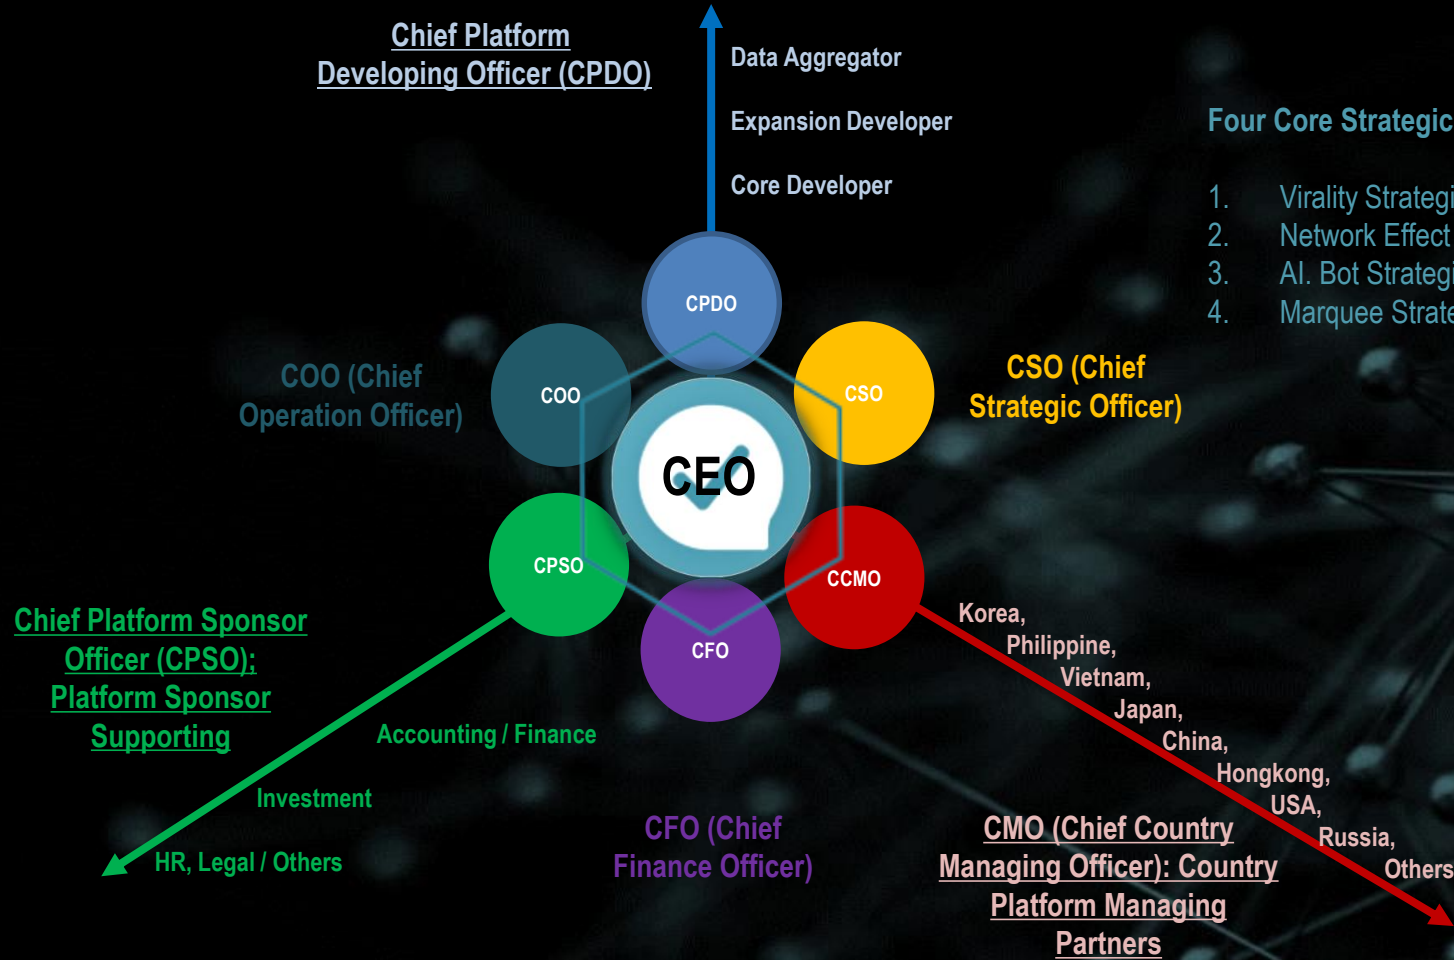 Chief Platform
Developing Officer (CPDO)
Data Aggregator
Expansion Developer
Core Developer
Four Core Strategic
1. Virality
2. Network Effect
3. AI. Bot
4. Marquee
CPDO
COO (Chief
Operation Officer)
COO
CSO
CSO (Chief
Strategic Officer)
CEO
CPSO
CCMO
CFO
Chief Platform Sponsor
Officer (CPSO);
Platform Sponsor
Supporting
Accounting / Finance
Investment
HR, Legal / Others
CFO (Chief
Finance Officer)
Korea,
Philippine,
Vietnam,
Japan,
China,
Hongkong,
USA,
Russia,
Others
CMO (Chief Country
Managing Officer): Country
Platform Managing
Partners